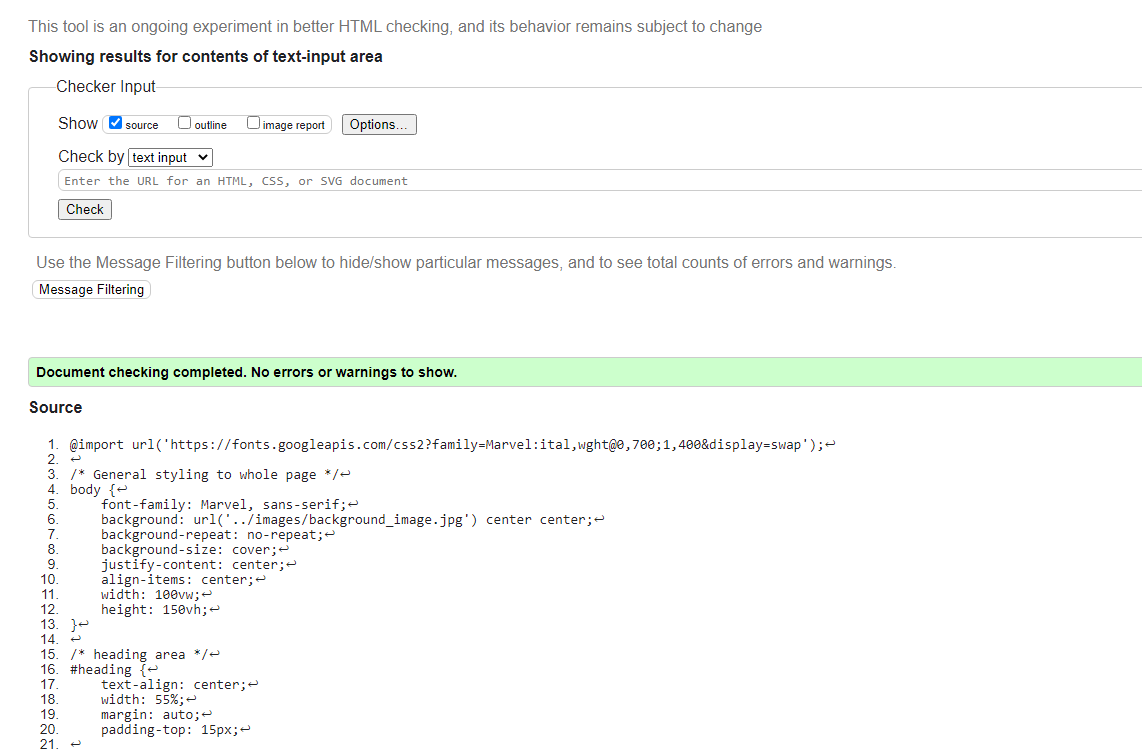 This tool is an ongoing experiment in better HTML checking, and its behavior remains subject to change
Showing results for contents of text-input area
Checker Input
Show source outline image report Options...
Check by text input
Enter the URL for an HTML, CSS, or SVG document
Check
Use the Message Filtering button below to hide/show particular messages, and to see total counts of errors and warnings.
Message Filtering
Document checking completed. No errors or warnings to show.
Source
1. @import url('https://fonts.googleapis.com/css2?family=Marvel:ital,wght@0,700;1,400&display=swap');↩
2. ↩
3. /* General styling to whole page */↩
4. body {↩
5. font-family: Marvel, sans-serif;↩
6. background: url('../images/background_image.jpg') center center;↩
7. background-repeat: no-repeat;↩
8. background-size: cover;↩
9. justify-content: center;↩
10. align-items: center;↩
11. width: 100vw;↩
12. height: 150vh;↩
13. }↩
14. ↩
15. /* heading area */↩
16. #heading {↩
17. text-align: center;↩
18. width: 55%;↩
19. margin: auto;↩
20. padding-top: 15px;↩
21. ↩